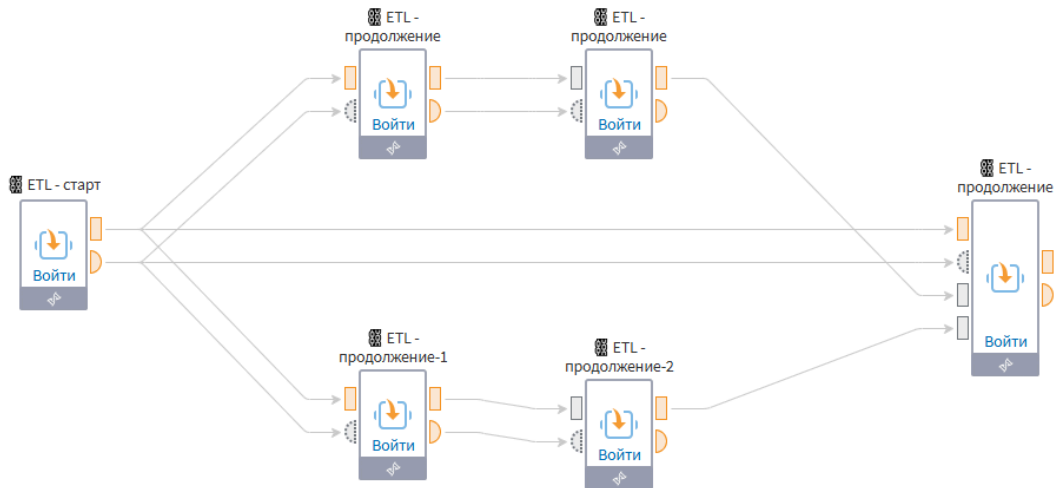 ETL -
продолжение
Войти
ETL -
продолжение
Войти
ETL - старт
Войти
ETL -
продолжение
Войти
ETL -
продолжение-1
Войти
ETL -
продолжение-2
Войти